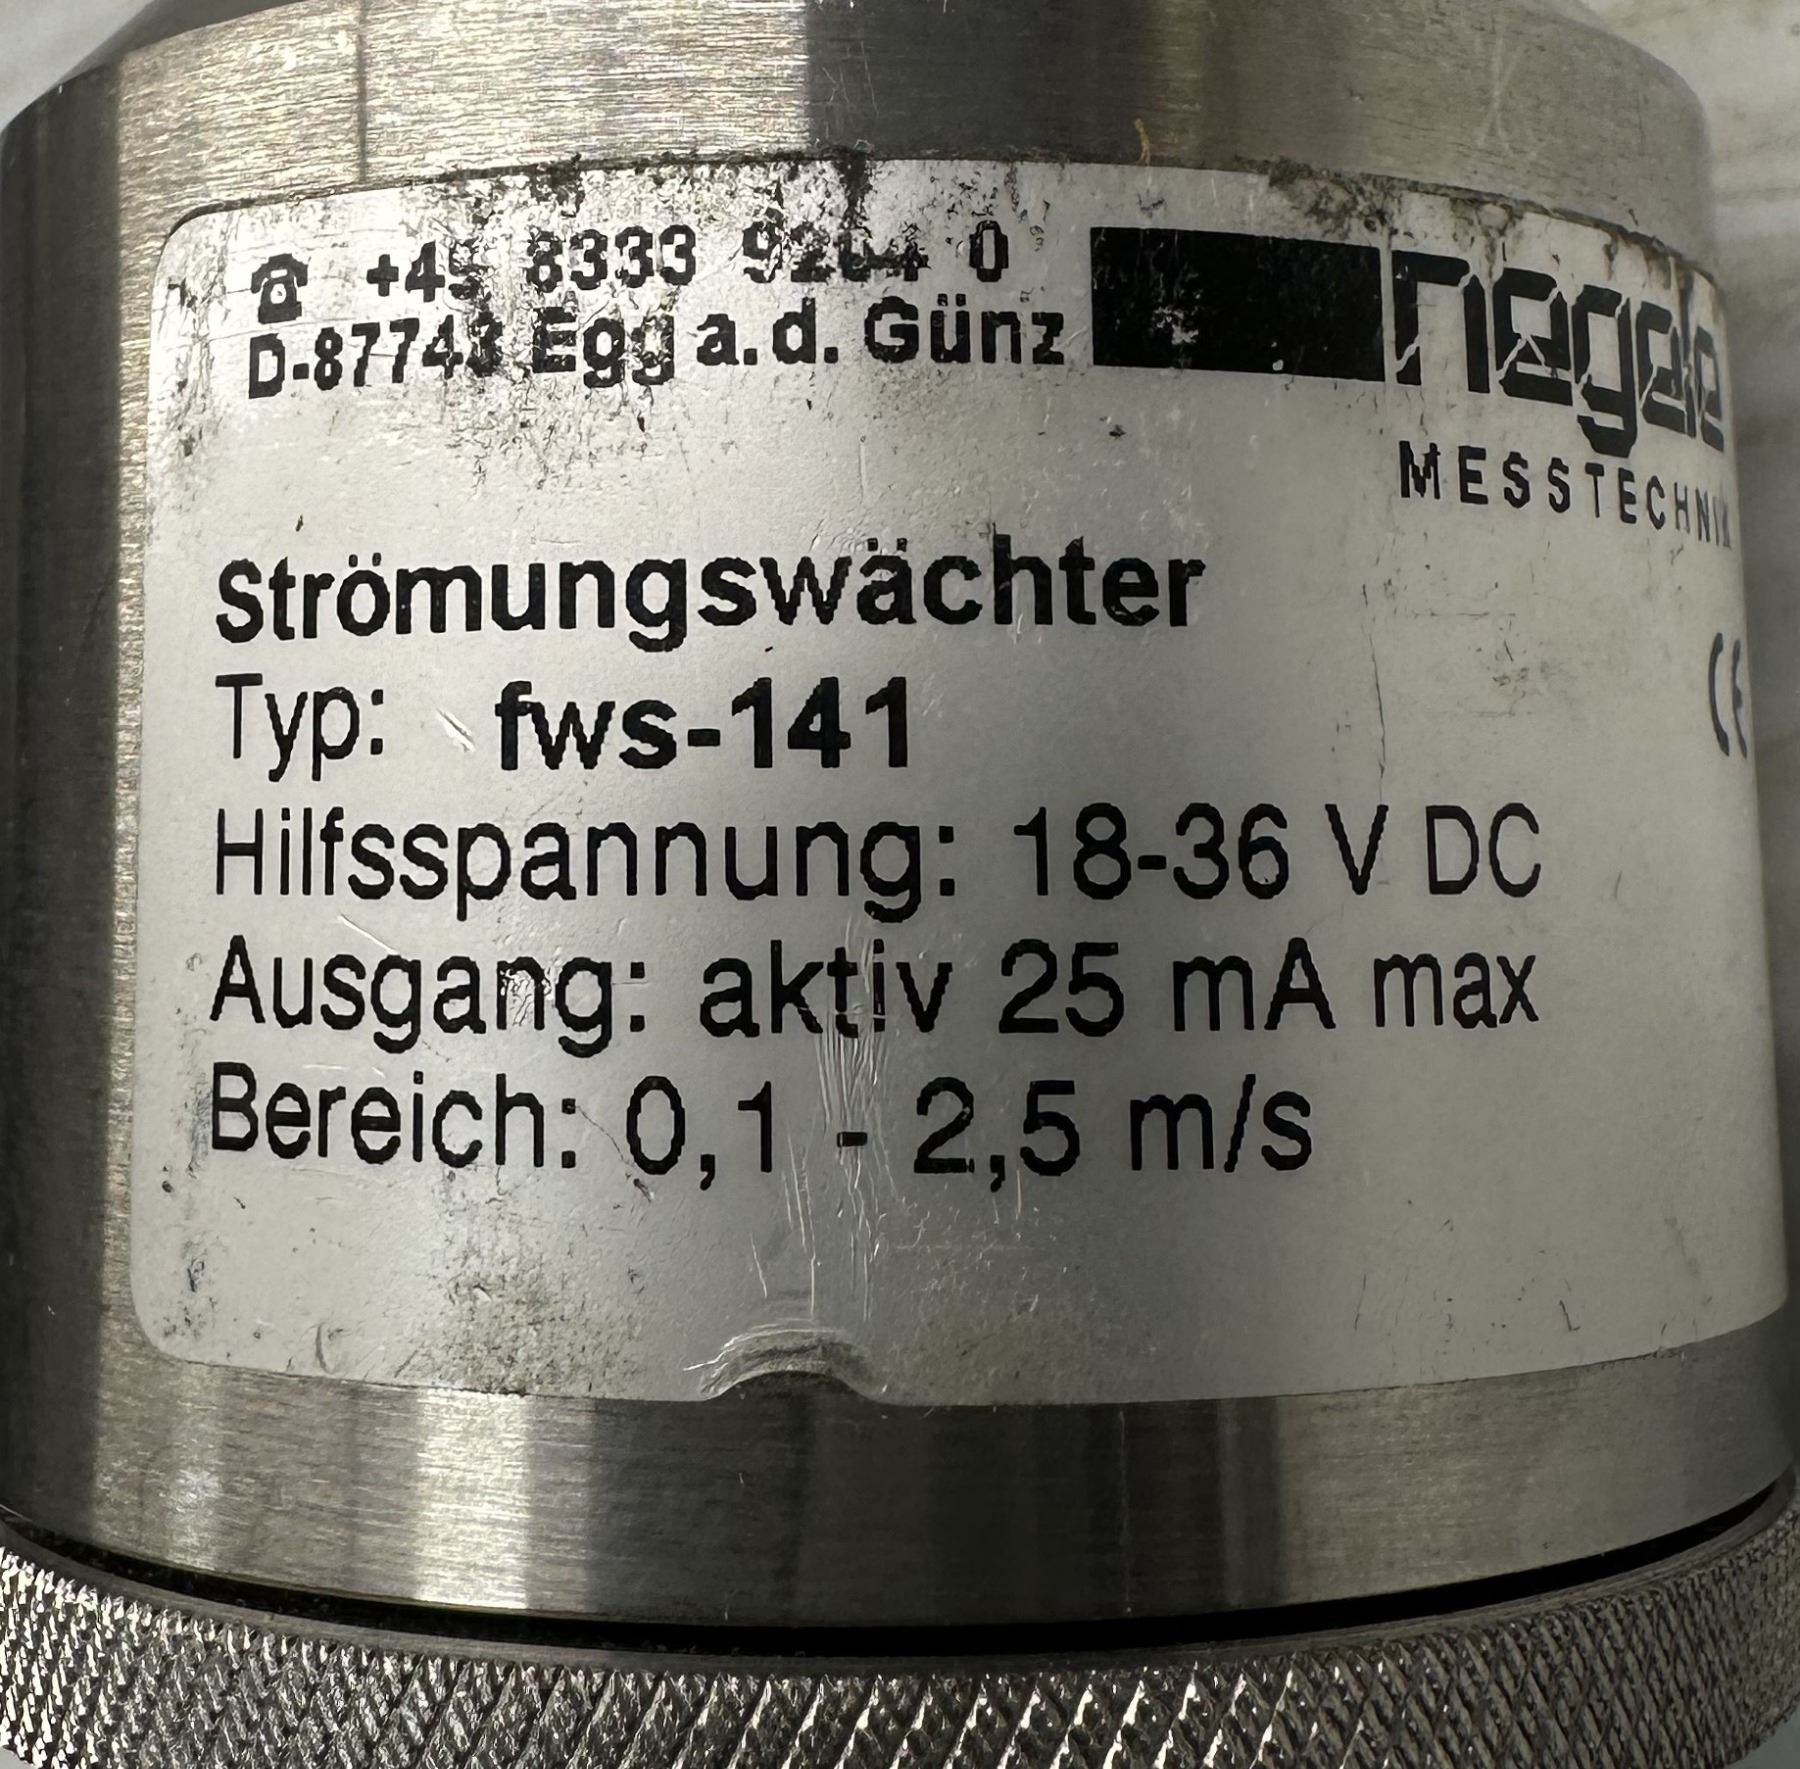 ☎ +49 8333 9204 0
D-87743 Egg a.d. Günz
negele
MESSTECHNIK
Strömungswächter
Typ: fws-141
CE
Hilfsspannung: 18-36 V DC
Ausgang: aktiv 25 mA max
Bereich: 0,1 - 2,5 m/s